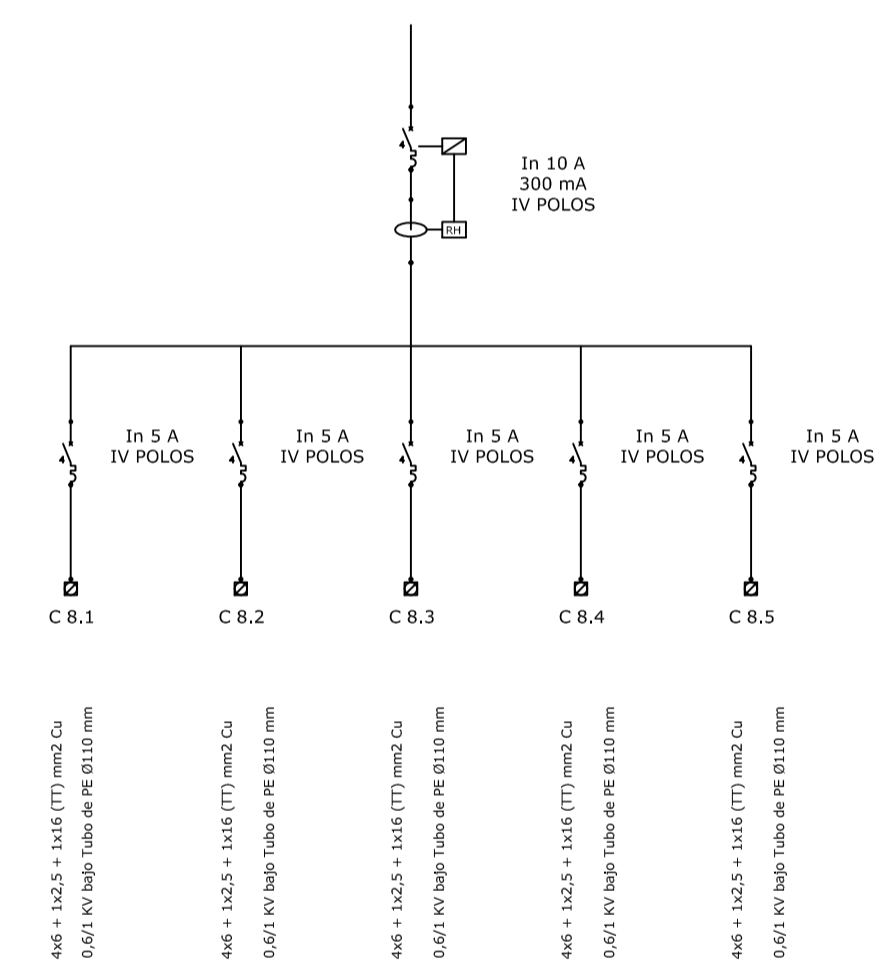 4
In 10 A
300 mA
IV POLOS
RH
4
In 5 A
IV POLOS
4
In 5 A
IV POLOS
4
In 5 A
IV POLOS
4
In 5 A
IV POLOS
4
In 5 A
IV POLOS
C 8.1
C 8.2
C 8.3
C 8.4
C 8.5
4x6 + 1x2,5 + 1x16 (TT) mm2 Cu
0,6/1 KV bajo Tubo de PE Ø110 mm
4x6 + 1x2,5 + 1x16 (TT) mm2 Cu
0,6/1 KV bajo Tubo de PE Ø110 mm
4x6 + 1x2,5 + 1x16 (TT) mm2 Cu
0,6/1 KV bajo Tubo de PE Ø110 mm
4x6 + 1x2,5 + 1x16 (TT) mm2 Cu
0,6/1 KV bajo Tubo de PE Ø110 mm
4x6 + 1x2,5 + 1x16 (TT) mm2 Cu
0,6/1 KV bajo Tubo de PE Ø110 mm